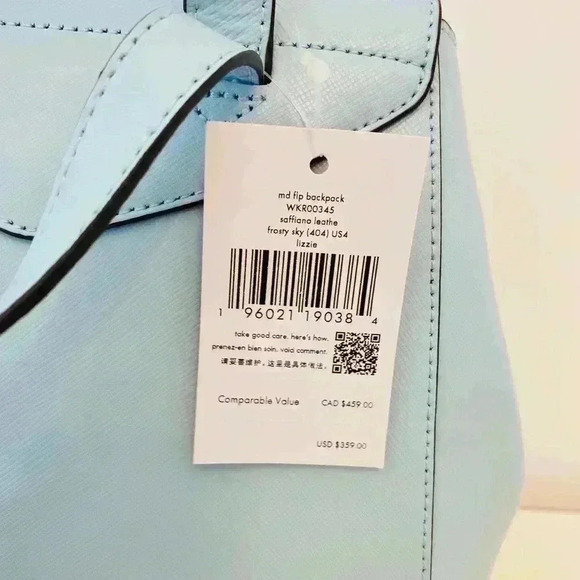 md flp backpack
WKR00345
saffiano leathe
frosty sky (404) US4
lizzie
1 96021 19038 4
take good care. here's how.
prenez-en bien soin. void comment.
请妥善维护，这里是具体做法。
Comparable Value CAD $459.00
USD $359.00